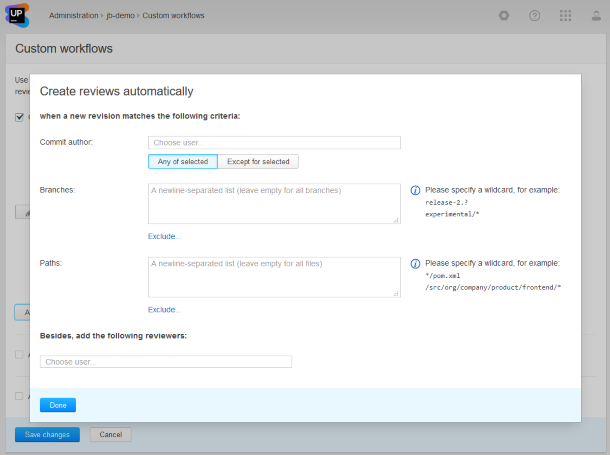 UP
Administration › jb-demo › Custom workflows
Custom workflows
Use
revie
Create reviews automatically
when a new revision matches the following criteria:
Commit author:
Choose user...
Any of selected
Except for selected
Branches:
A newline-separated list (leave empty for all branches)
Please specify a wildcard, for example:
release-2.?
experimental/*
Exclude...
Paths:
A newline-separated list (leave empty for all files)
Please specify a wildcard, for example:
*/pom.xml
/src/org/company/product/frontend/*
Exclude...
Besides, add the following reviewers:
Choose user...
Done
Save changes
Cancel